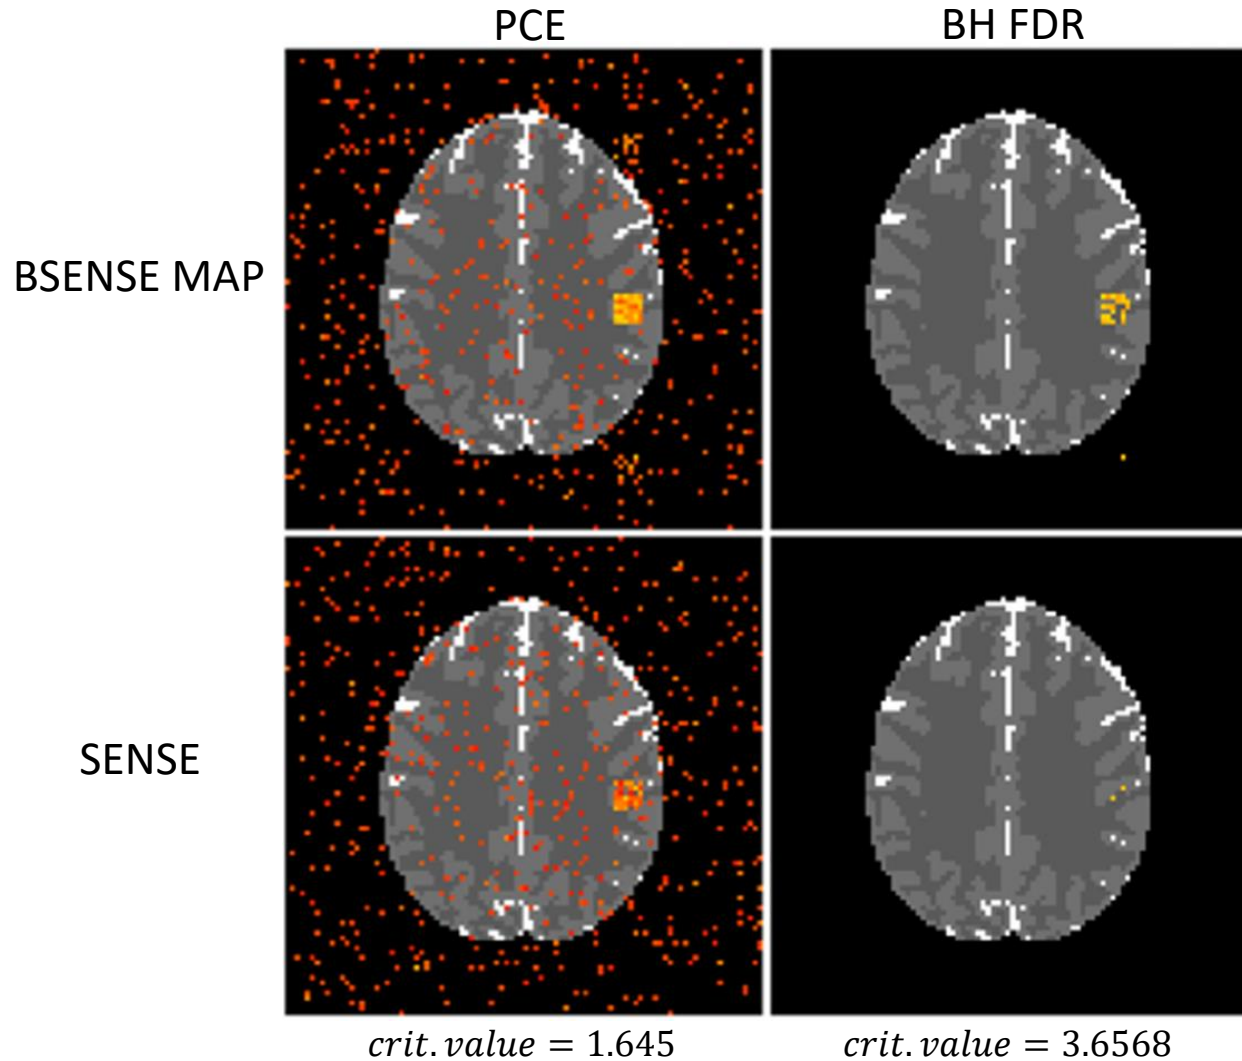 PCE
BH FDR
BSENSE MAP
SENSE
crit. value = 1.645
crit. value = 3.6568